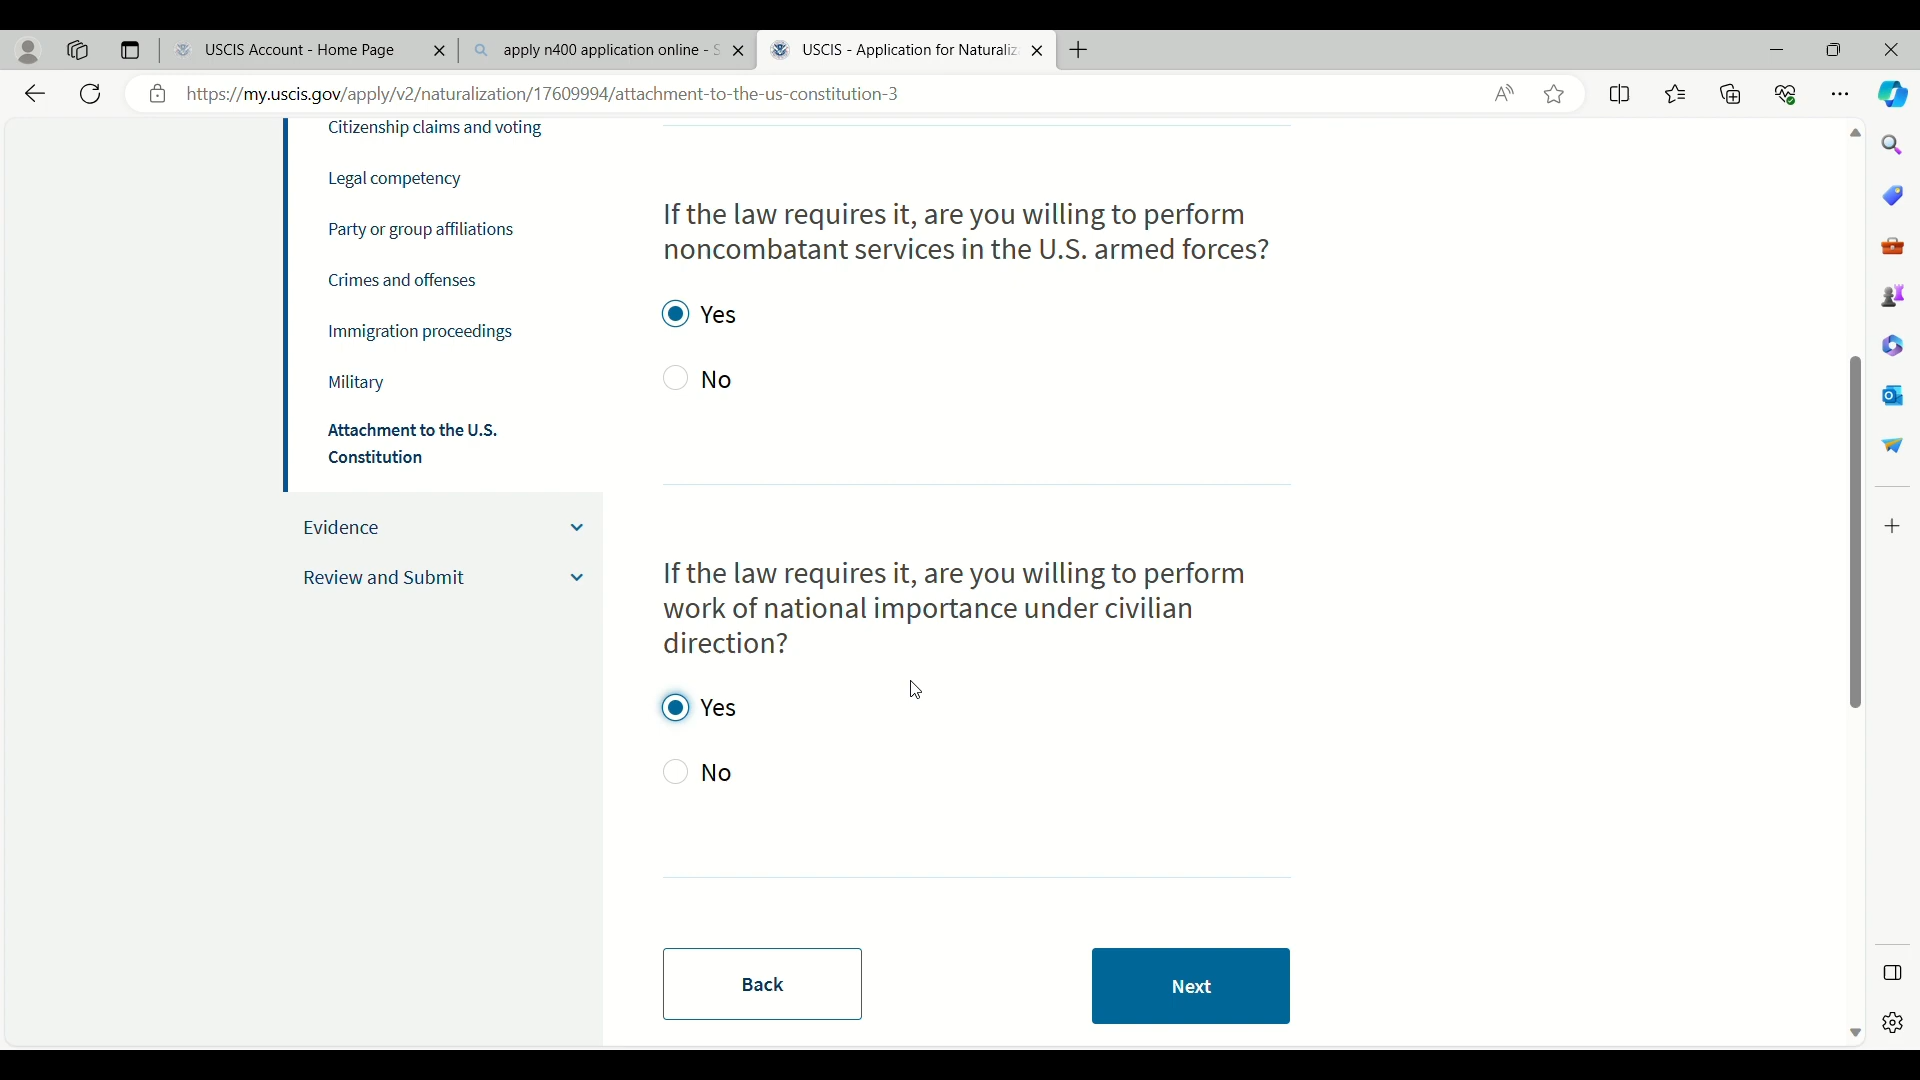 USCIS Account - Home Page
apply n400 application online - S
USCIS - Application for Naturaliz
https://my.uscis.gov/apply/v2/naturalization/17609994/attachment-to-the-us-constitution-3
Citizenship claims and voting
Legal competency
Party or group affiliations
Crimes and offenses
Immigration proceedings
Military
Attachment to the U.S.
Constitution
Evidence
Review and Submit
If the law requires it, are you willing to perform
noncombatant services in the U.S. armed forces?
Yes
No
If the law requires it, are you willing to perform
work of national importance under civilian
direction?
Yes
No
Back
Next